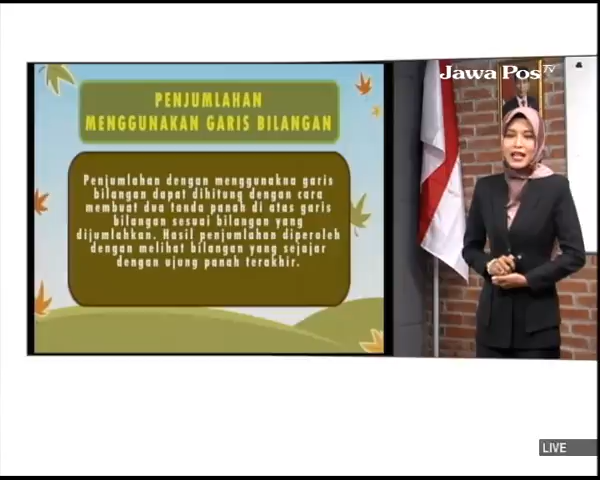 Jawa Pos TV
PENJUMLAHAN
MENGGUNAKAN GARIS BILANGAN
Penjumlahan dengan menggunakna garis
bilangan dapat dihitung dengan cara
membuat dua tanda panah di atas garis
bilangan sesuai bilangan yang
dijumlahkan. Hasil penjumlahan diperoleh
dengan melihat bilangan yang sejajar
dengan ujung panah terakhir.
LIVE